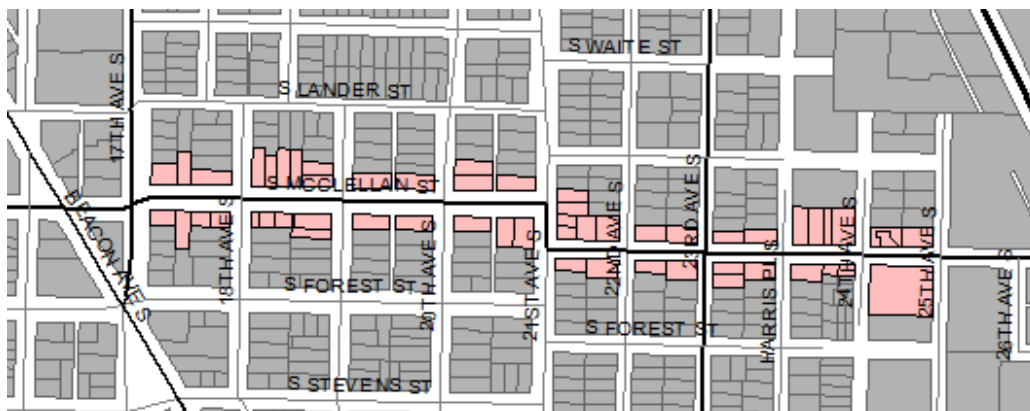 S WAITE ST
17TH AVE S
S LANDER ST
S MCCLELLAN ST
BEACON AVE S
18TH AVE S
20TH AVE S
21ST AVE S
22ND AVE S
23RD AVE S
HARRIS PL S
24TH AVE S
25TH AVE S
26TH AVE S
S FOREST ST
S FOREST ST
S STEVENS ST